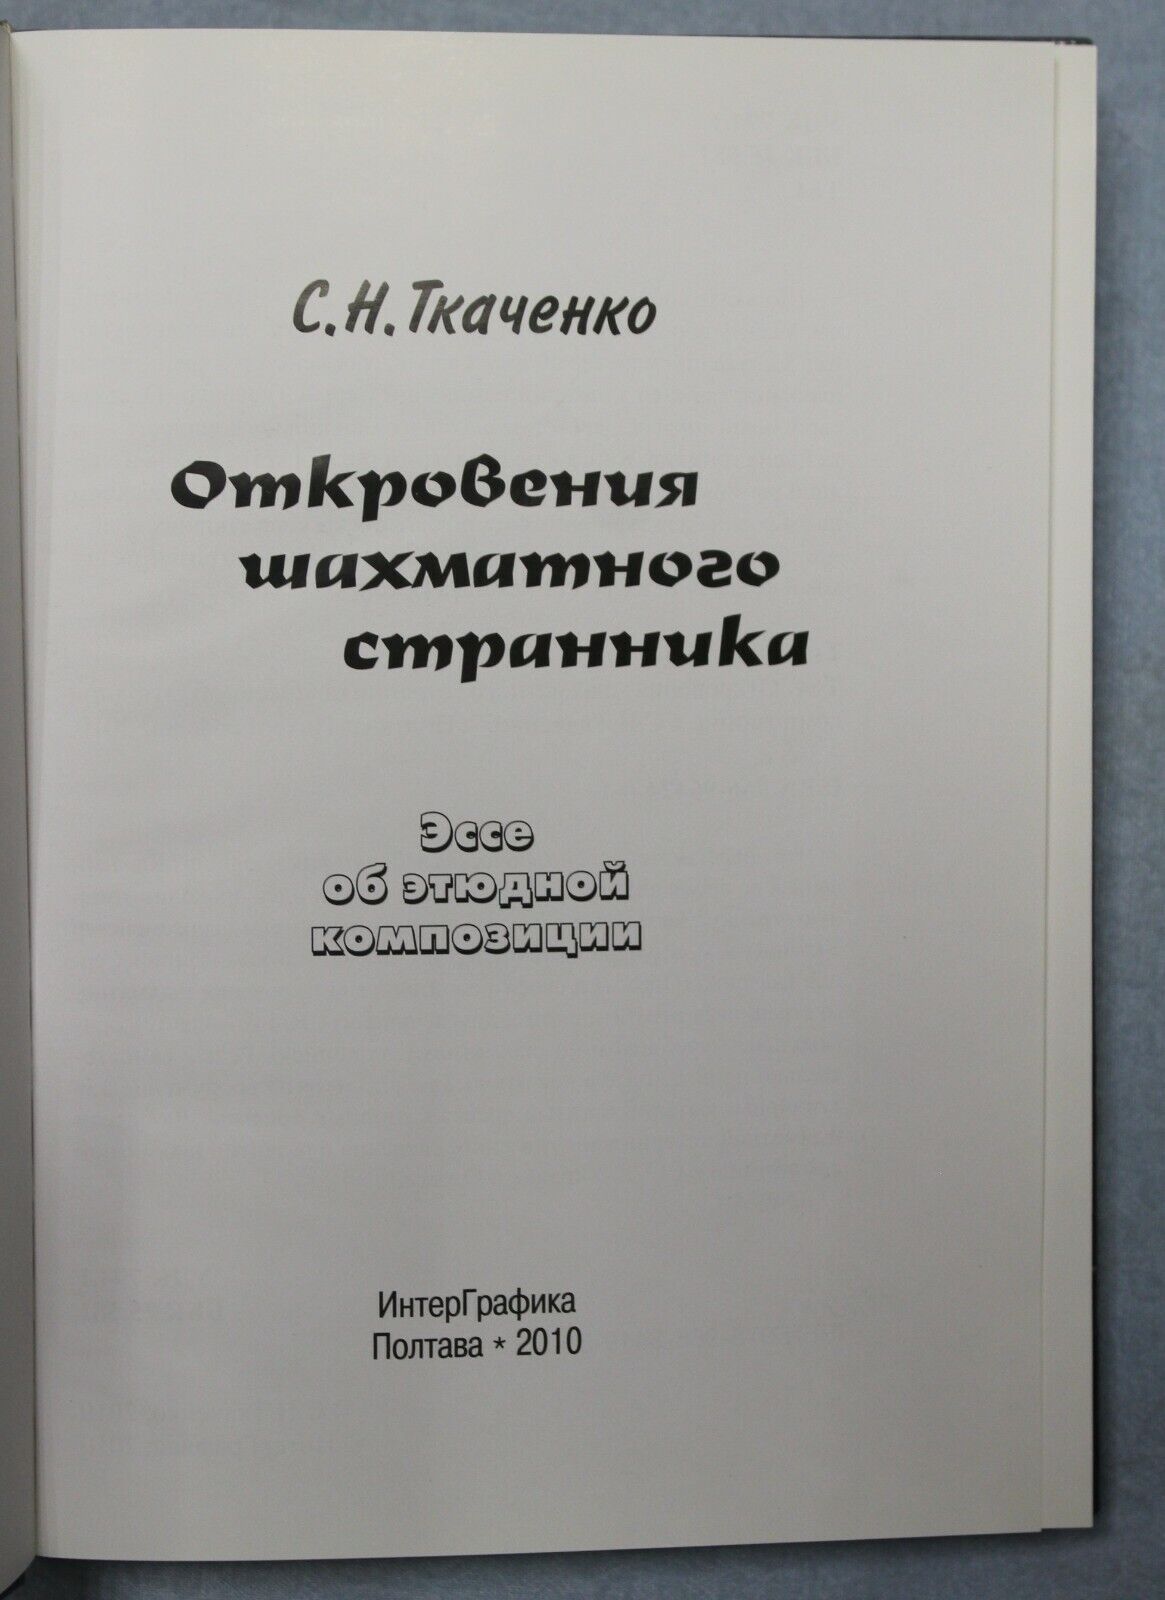 С.Н.Ткаченко
Откровения
шахматного
странника
Эссе
об этюдной
композиции
ИнтерГрафика
Полтава * 2010